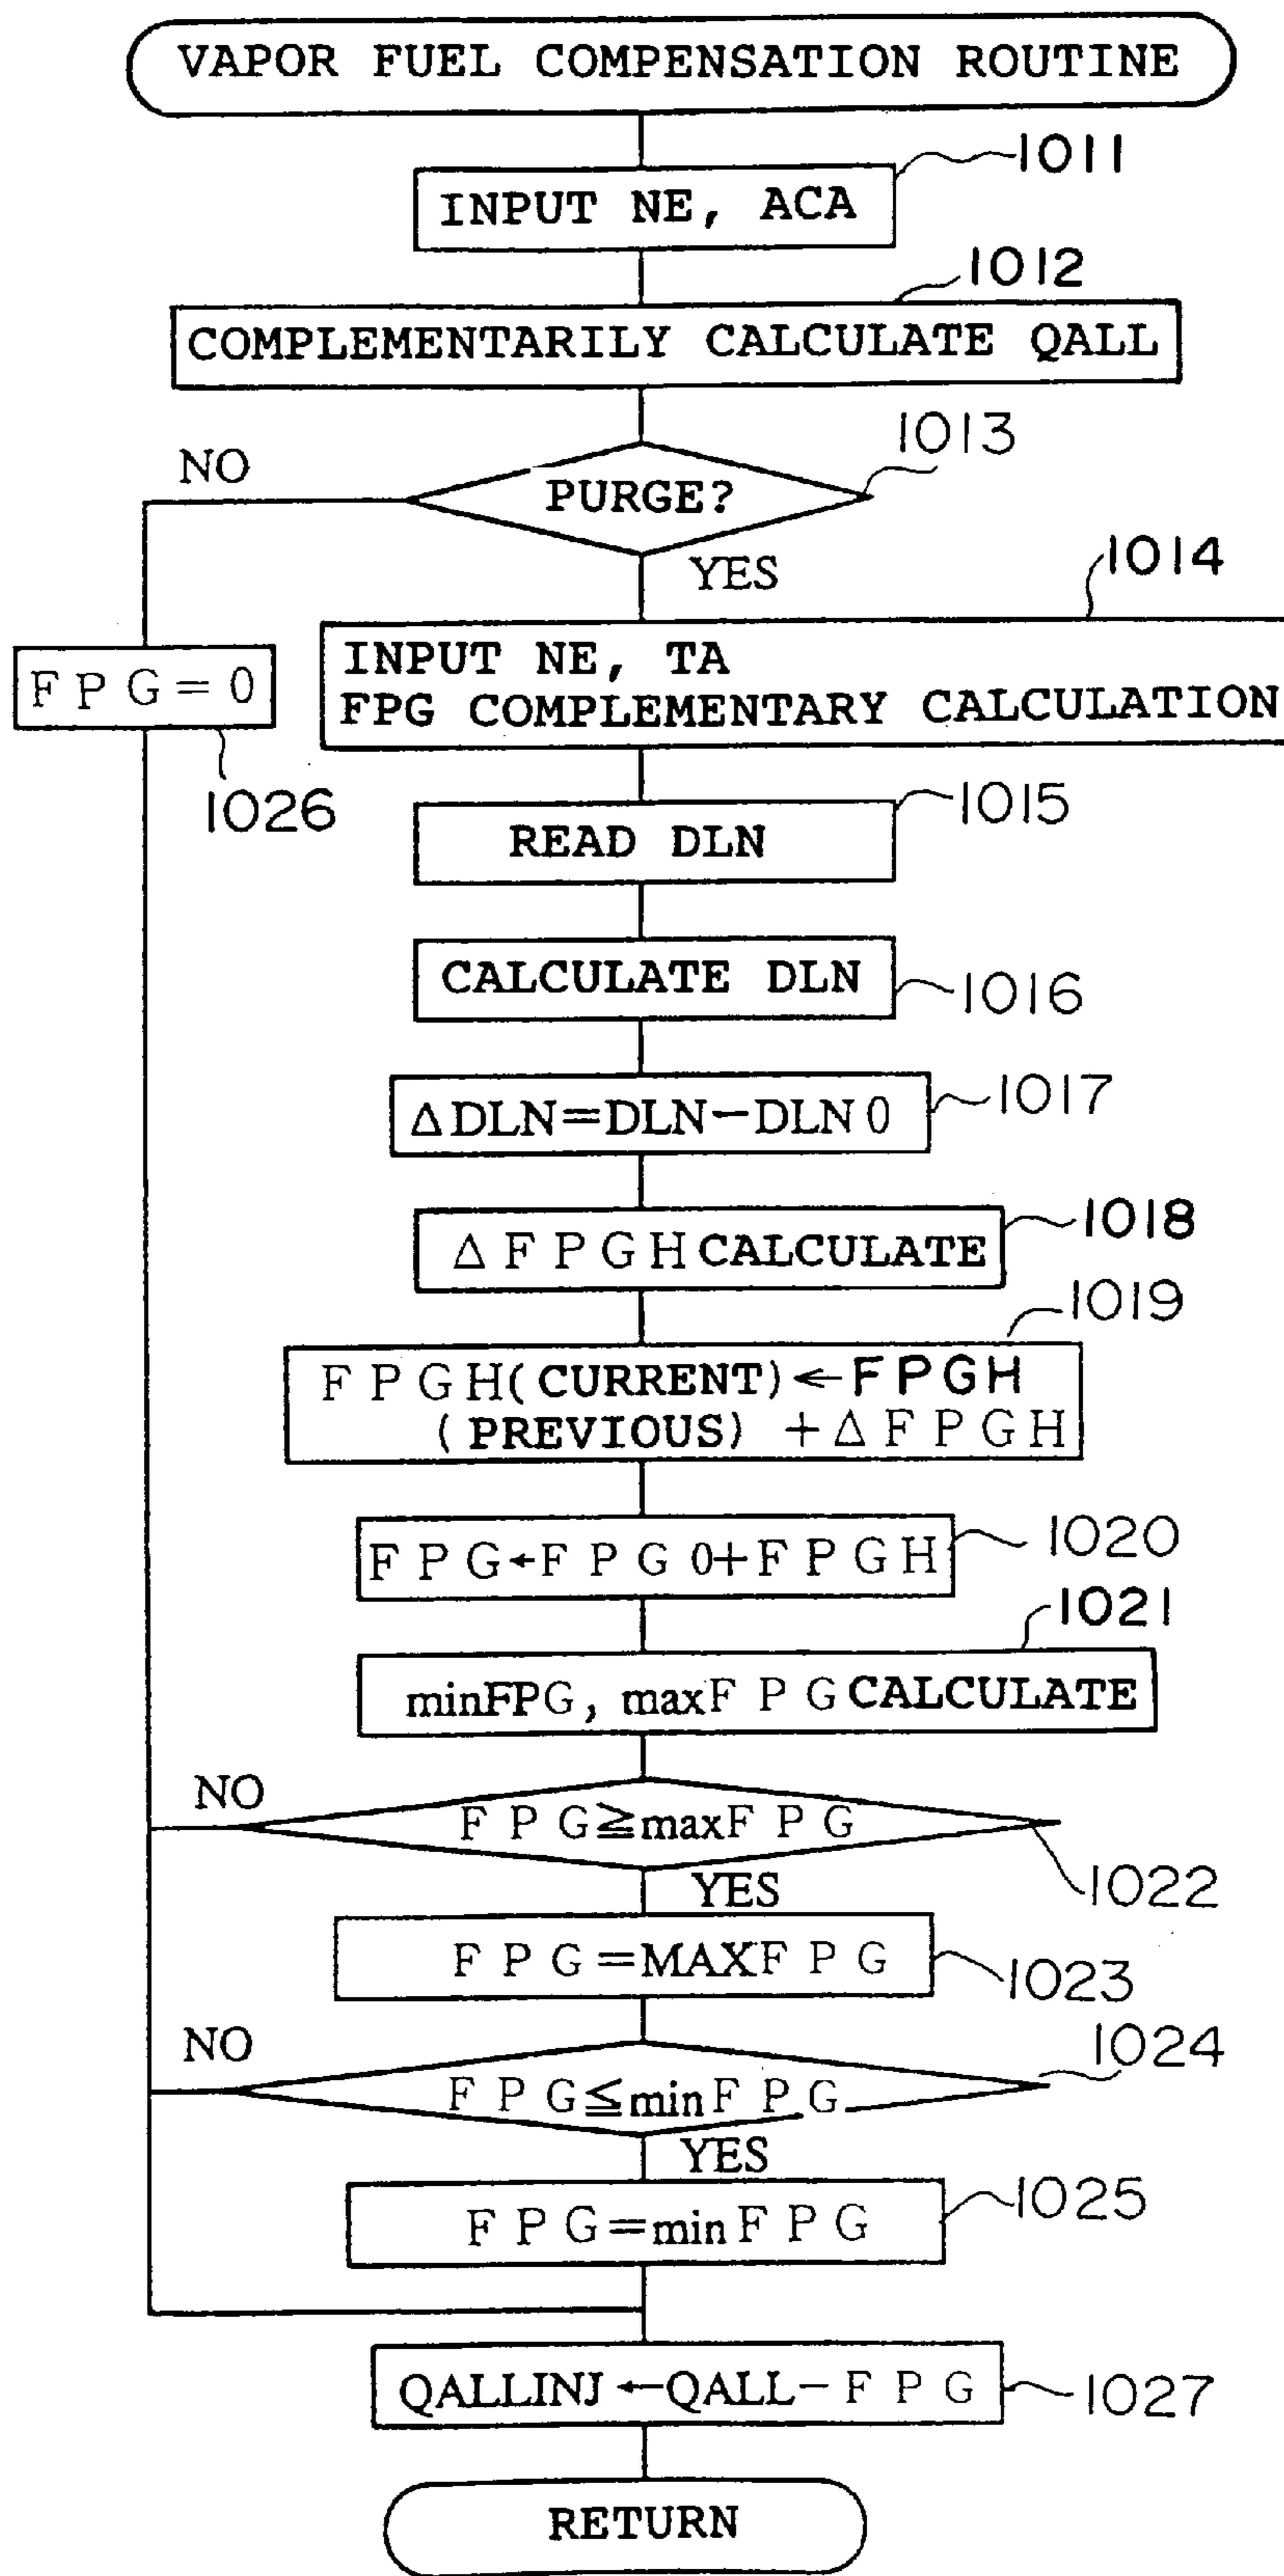 VAPOR FUEL COMPENSATION ROUTINE
1011
INPUT NE, ACA
1012
COMPLEMENTARILY CALCULATE QALL
1013
NO
PURGE?
YES
1014
INPUT NE, TA
FPG COMPLEMENTARY CALCULATION
FPG=0
1026
1015
READ DLN
CALCULATE DLN
1016
ΔDLN=DLN-DLN0
1017
ΔFPGH CALCULATE
1018
1019
FPGH(CURRENT)←FPGH
(PREVIOUS)+ΔFPGH
FPG←FPG0+FPGH
1020
1021
minFPG, maxFPG CALCULATE
NO
FPG≧maxFPG
1022
YES
FPG=MAXFPG
1023
NO
1024
FPG≦minFPG
YES
FPG=minFPG
1025
QALLINJ←QALL-FPG
1027
RETURN